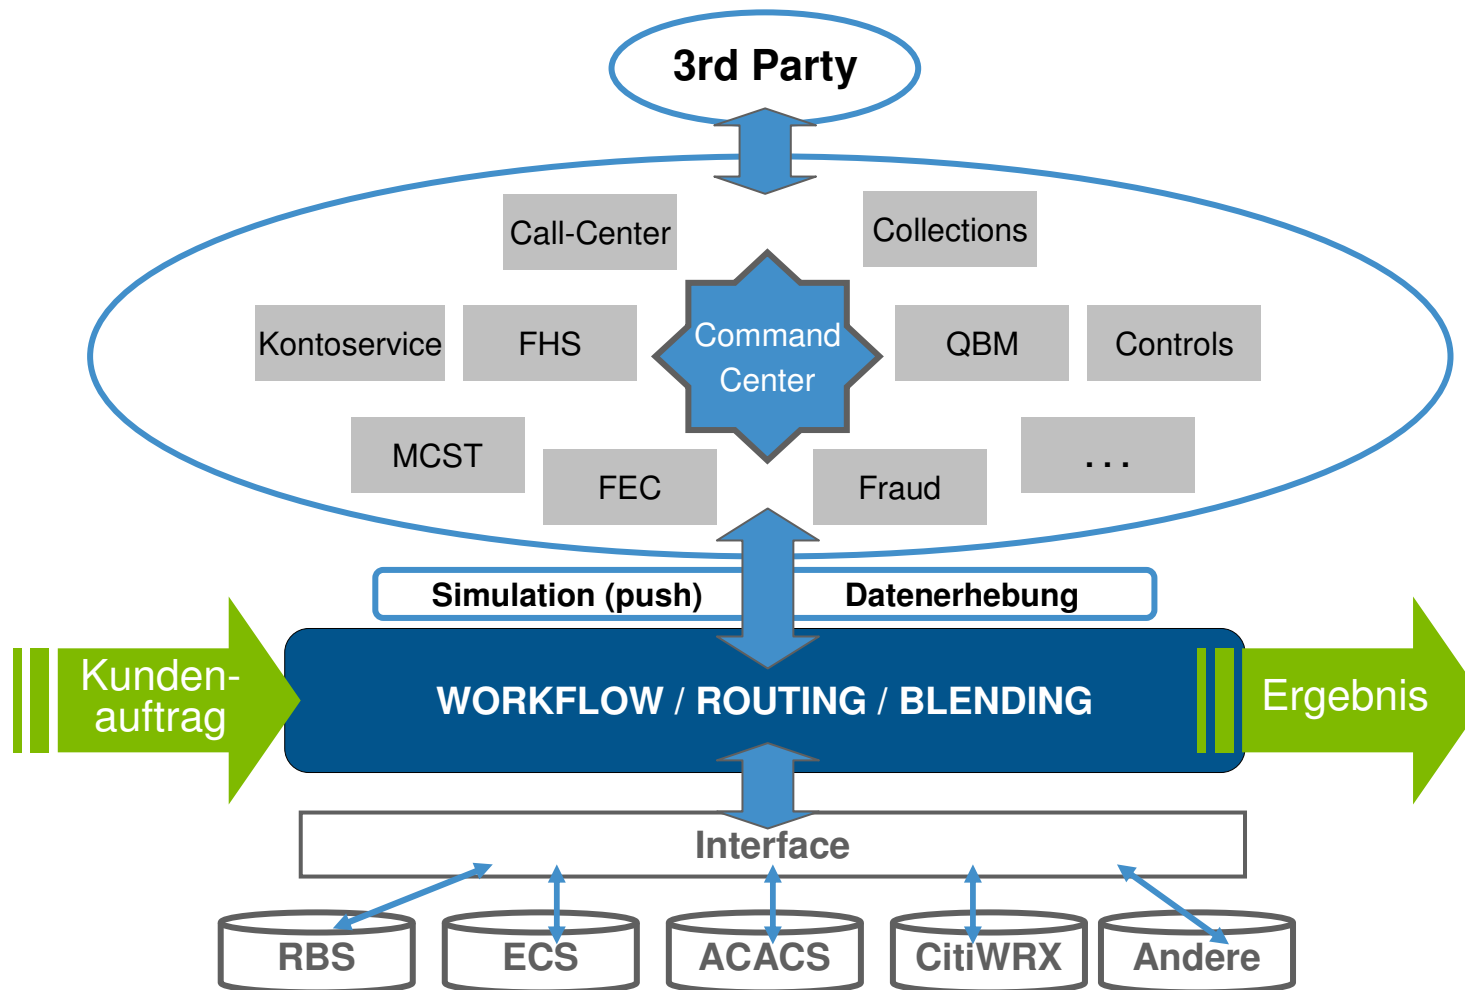 3rd Party
Call-Center
Collections
Kontoservice
FHS
Command
Center
QBM
Controls
MCST
FEC
Fraud
...
Simulation (push)
Datenerhebung
Kunden-
auftrag
WORKFLOW / ROUTING / BLENDING
Ergebnis
Interface
RBS
ECS
ACACS
CitiWRX
Andere